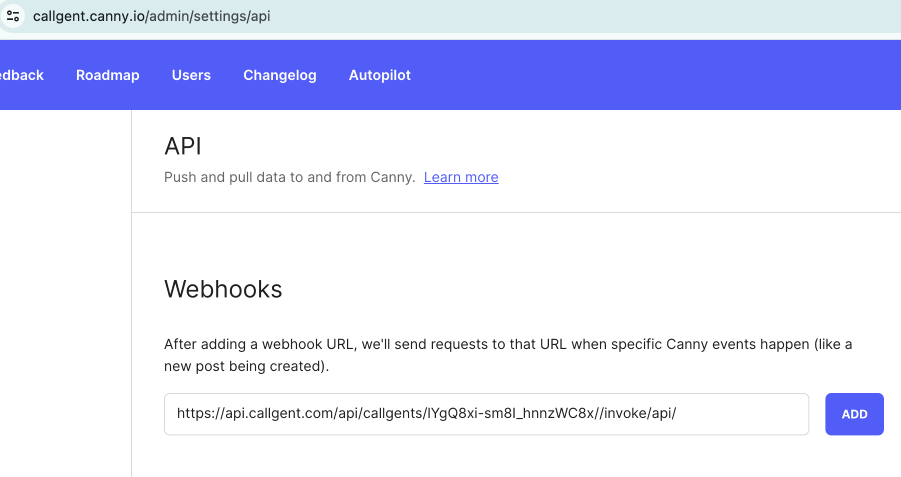 callgent.canny.io/admin/settings/api
edback Roadmap Users Changelog Autopilot
API
Push and pull data to and from Canny. Learn more
Webhooks
After adding a webhook URL, we'll send requests to that URL when specific Canny events happen (like a
new post being created).
https://api.callgent.com/api/callgents/lYgQ8xi-sm8I_hnnzWC8x//invoke/api/
ADD